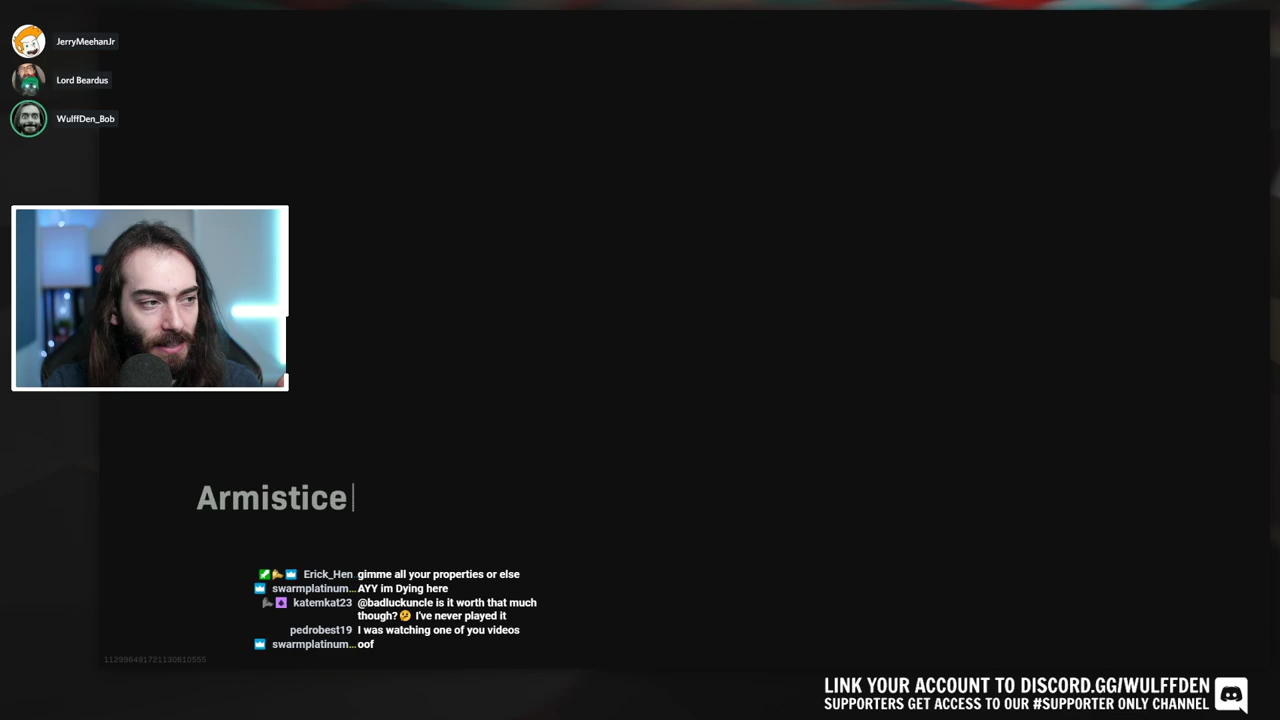 JerryMeehanJr
Lord Beardus
WulffDen_Bob
Armistice
Erick_Hen gimme all your properties or else
swarmplatinum... AYY im Dying here
katemkat23 @badluckuncle is it worth that much
though?🤔 I've never played it
pedrobest19 I was watching one of you videos
swarmplatinum... oof
LINK YOUR ACCOUNT TO DISCORD.GG/WULFFDEN
SUPPORTERS GET ACCESS TO OUR #SUPPORTER ONLY CHANNEL